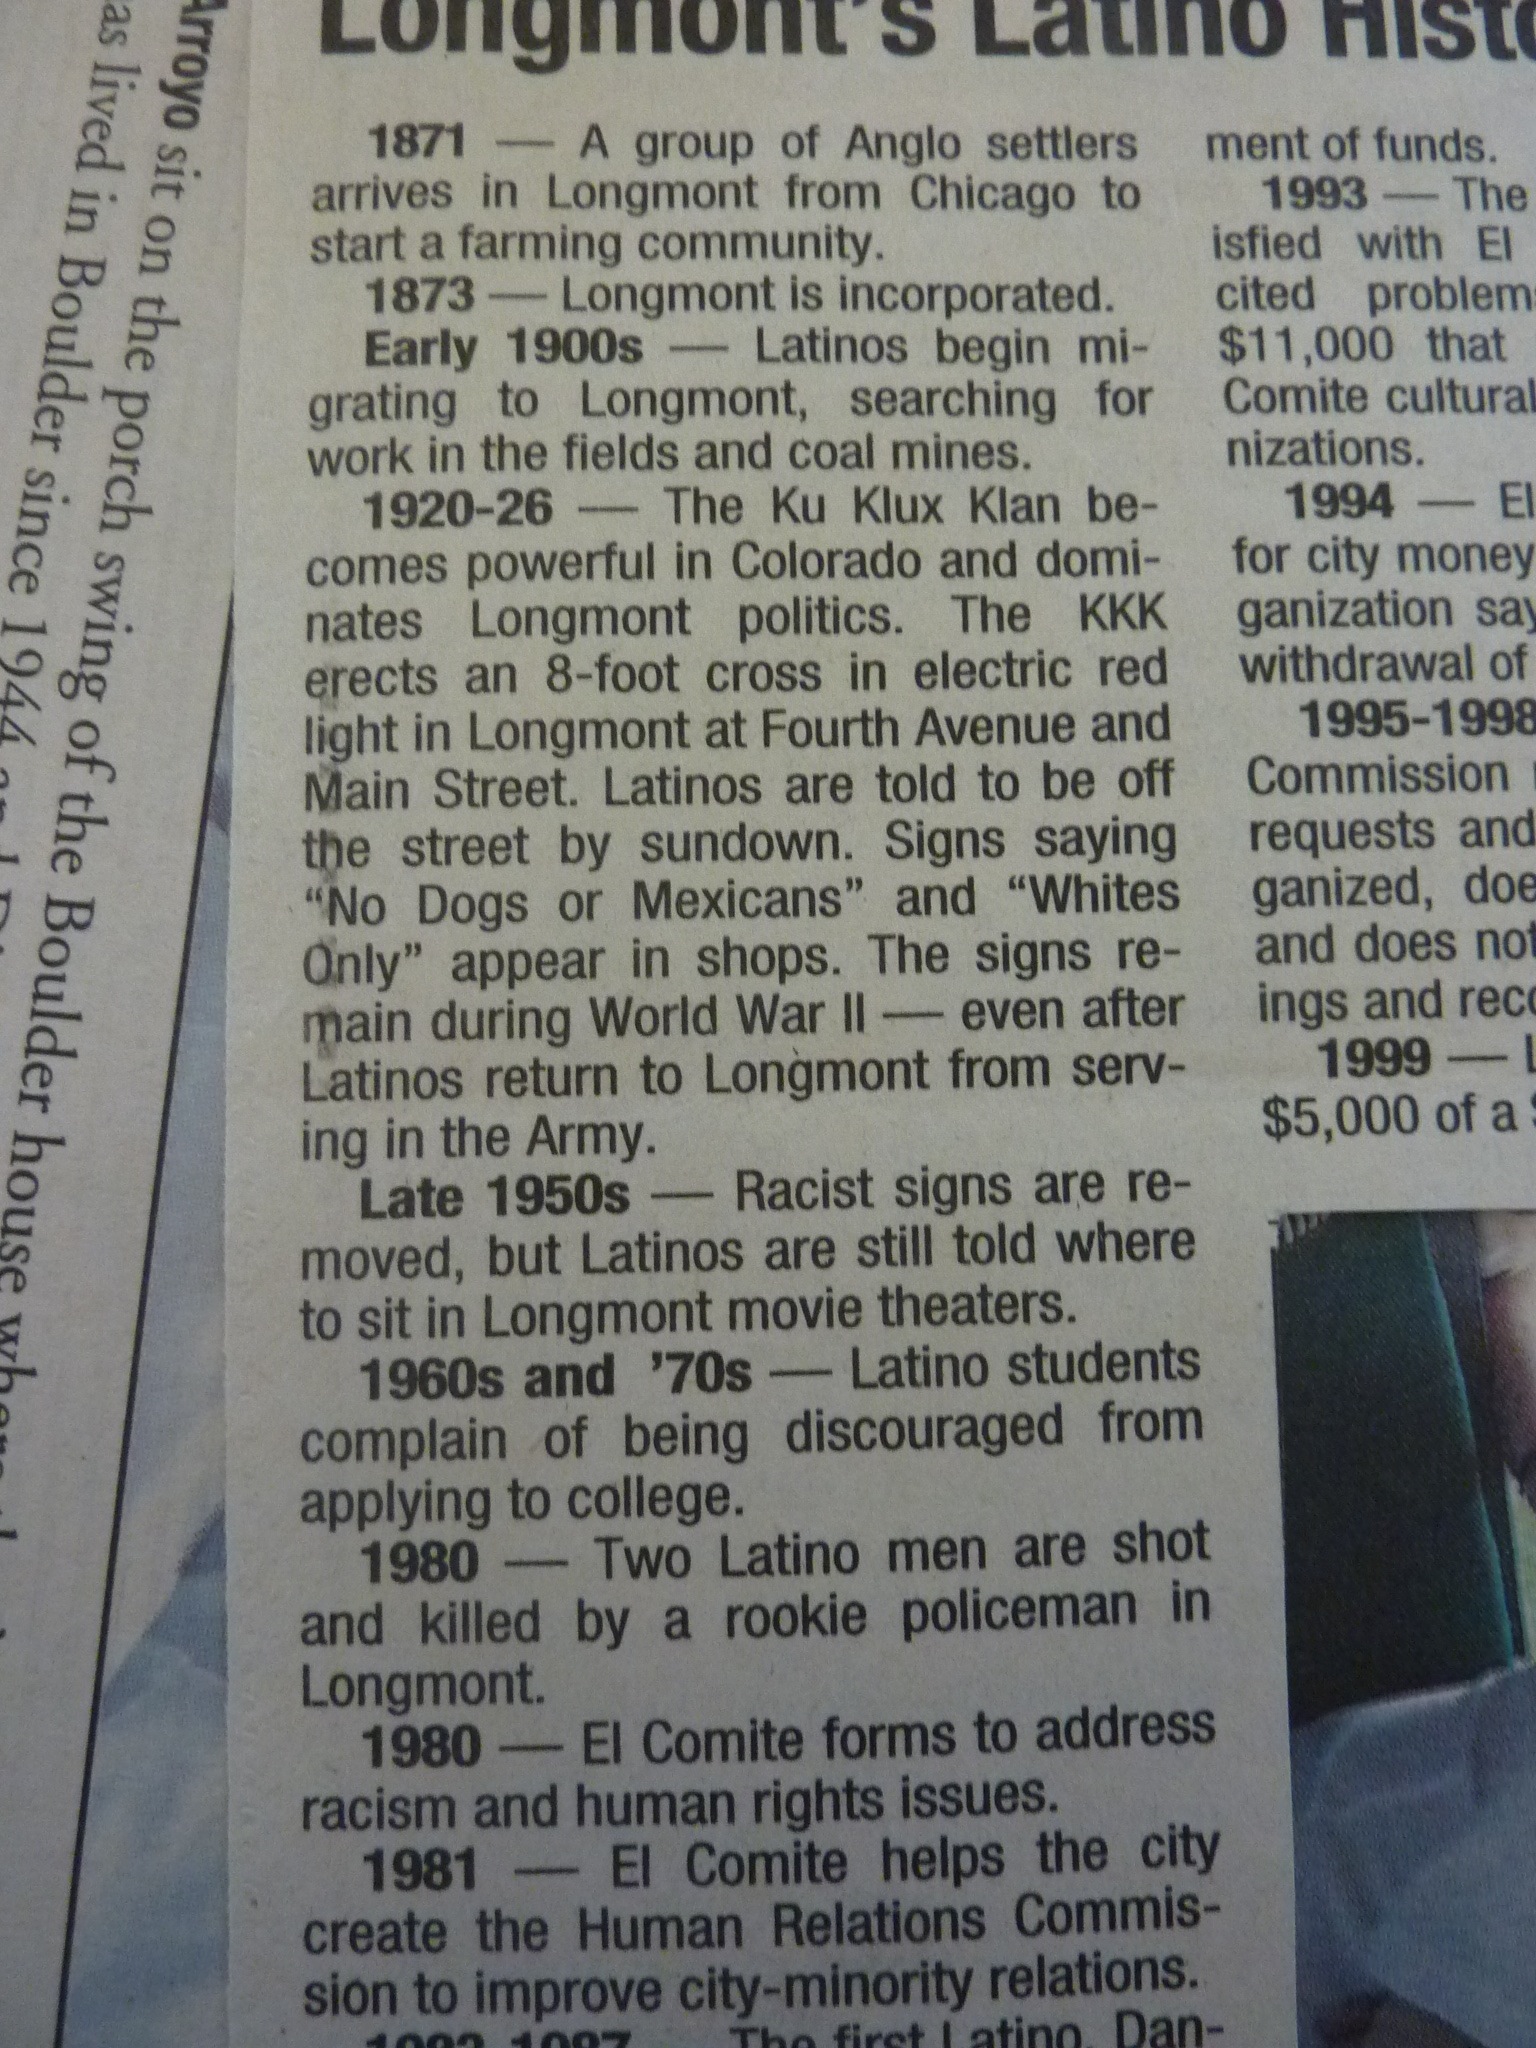 Longmont's Latino
1871 — A group of Anglo settlers
arrives in Longmont from Chicago to
start a farming community.
1873 — Longmont is incorporated.
Early 1900s — Latinos begin mi-
grating to Longmont, searching for
work in the fields and coal mines.
1920-26 — The Ku Klux Klan be-
comes powerful in Colorado and domi-
nates Longmont politics. The KKK
erects an 8-foot cross in electric red
light in Longmont at Fourth Avenue and
Main Street. Latinos are told to be off
the street by sundown. Signs saying
“No Dogs or Mexicans” and “Whites
Only” appear in shops. The signs re-
main during World War II — even after
Latinos return to Longmont from serv-
ing in the Army.
Late 1950s — Racist signs are re-
moved, but Latinos are still told where
to sit in Longmont movie theaters.
1960s and ’70s — Latino students
complain of being discouraged from
applying to college.
1980 — Two Latino men are shot
and killed by a rookie policeman in
Longmont.
1980 — El Comite forms to address
racism and human rights issues.
1981 — El Comite helps the city
create the Human Relations Commis-
sion to improve city-minority relations.
The first Latino, Dan-
ment of funds.
1993 — The
isfied with El
cited
$11,000 that
Comite cultural
nizations.
1994 — El
for city money
ganization
withdrawal of
1995-1998
Commission
requests and
ganized,
and does not
ings and
1999 —
$5,000 of a
Arroyo sit on the porch swing of the Boulder house
as lived in Boulder since 1944